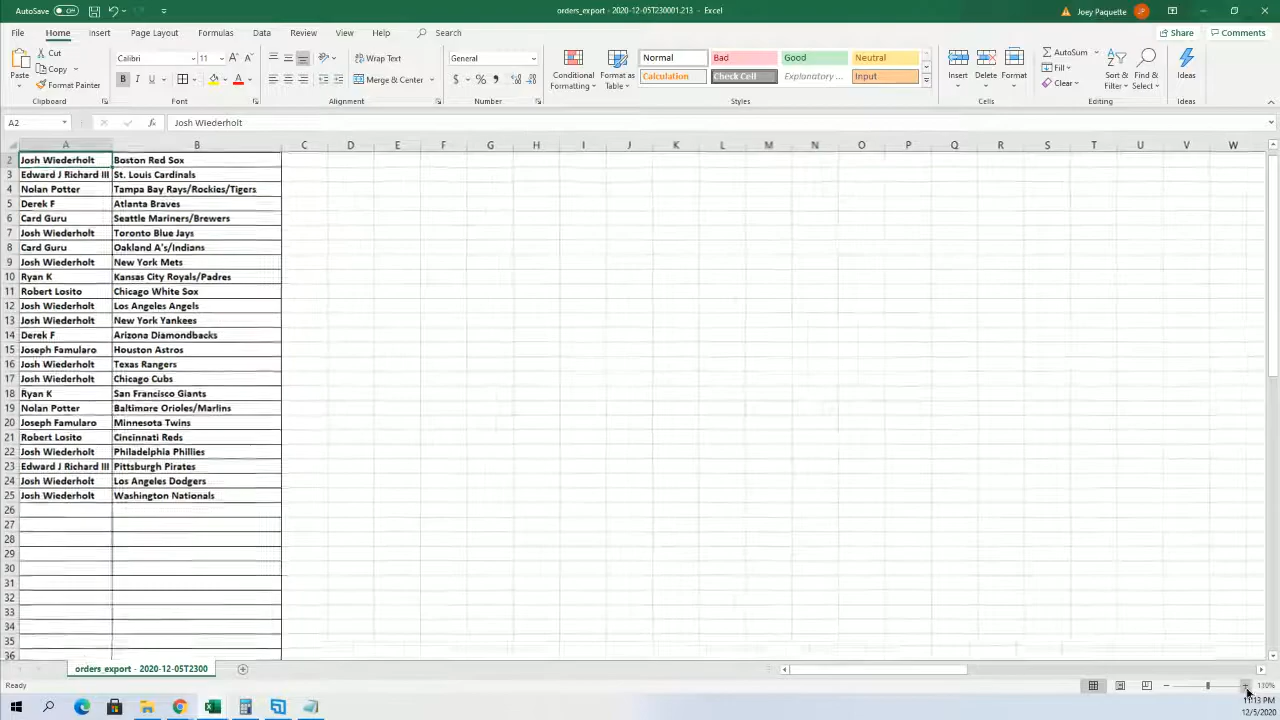 AutoSave Off orders_export - 2020-12-05T230001.213 - Excel Joey Paquette JP
File Home Insert Page Layout Formulas Data Review View Help Search Share Comments
Paste Cut Copy Format Painter Clipboard
Calibri 11 B I U Font
Wrap Text Merge & Center Alignment
General $ % Number
Conditional Formatting Format as Table
Normal Bad Good Neutral
Calculation Check Cell Explanatory ... Input
Styles
Insert Delete Format Cells
AutoSum Fill Clear Sort & Filter Find & Select Editing
Ideas Ideas
A2 fx Josh Wiederholt
A B C D E F G H I J K L M N O P Q R S T U V W
2 Josh Wiederholt Boston Red Sox
3 Edward J Richard III St. Louis Cardinals
4 Nolan Potter Tampa Bay Rays/Rockies/Tigers
5 Derek F Atlanta Braves
6 Card Guru Seattle Mariners/Brewers
7 Josh Wiederholt Toronto Blue Jays
8 Card Guru Oakland A's/Indians
9 Josh Wiederholt New York Mets
10 Ryan K Kansas City Royals/Padres
11 Robert Losito Chicago White Sox
12 Josh Wiederholt Los Angeles Angels
13 Josh Wiederholt New York Yankees
14 Derek F Arizona Diamondbacks
15 Joseph Famularo Houston Astros
16 Josh Wiederholt Texas Rangers
17 Josh Wiederholt Chicago Cubs
18 Ryan K San Francisco Giants
19 Nolan Potter Baltimore Orioles/Marlins
20 Joseph Famularo Minnesota Twins
21 Robert Losito Cincinnati Reds
22 Josh Wiederholt Philadelphia Phillies
23 Edward J Richard III Pittsburgh Pirates
24 Josh Wiederholt Los Angeles Dodgers
25 Josh Wiederholt Washington Nationals
26
27
28
29
30
31
32
33
34
35
36
orders_export - 2020-12-05T2300
Ready 110%
11:13 PM
12/5/2020